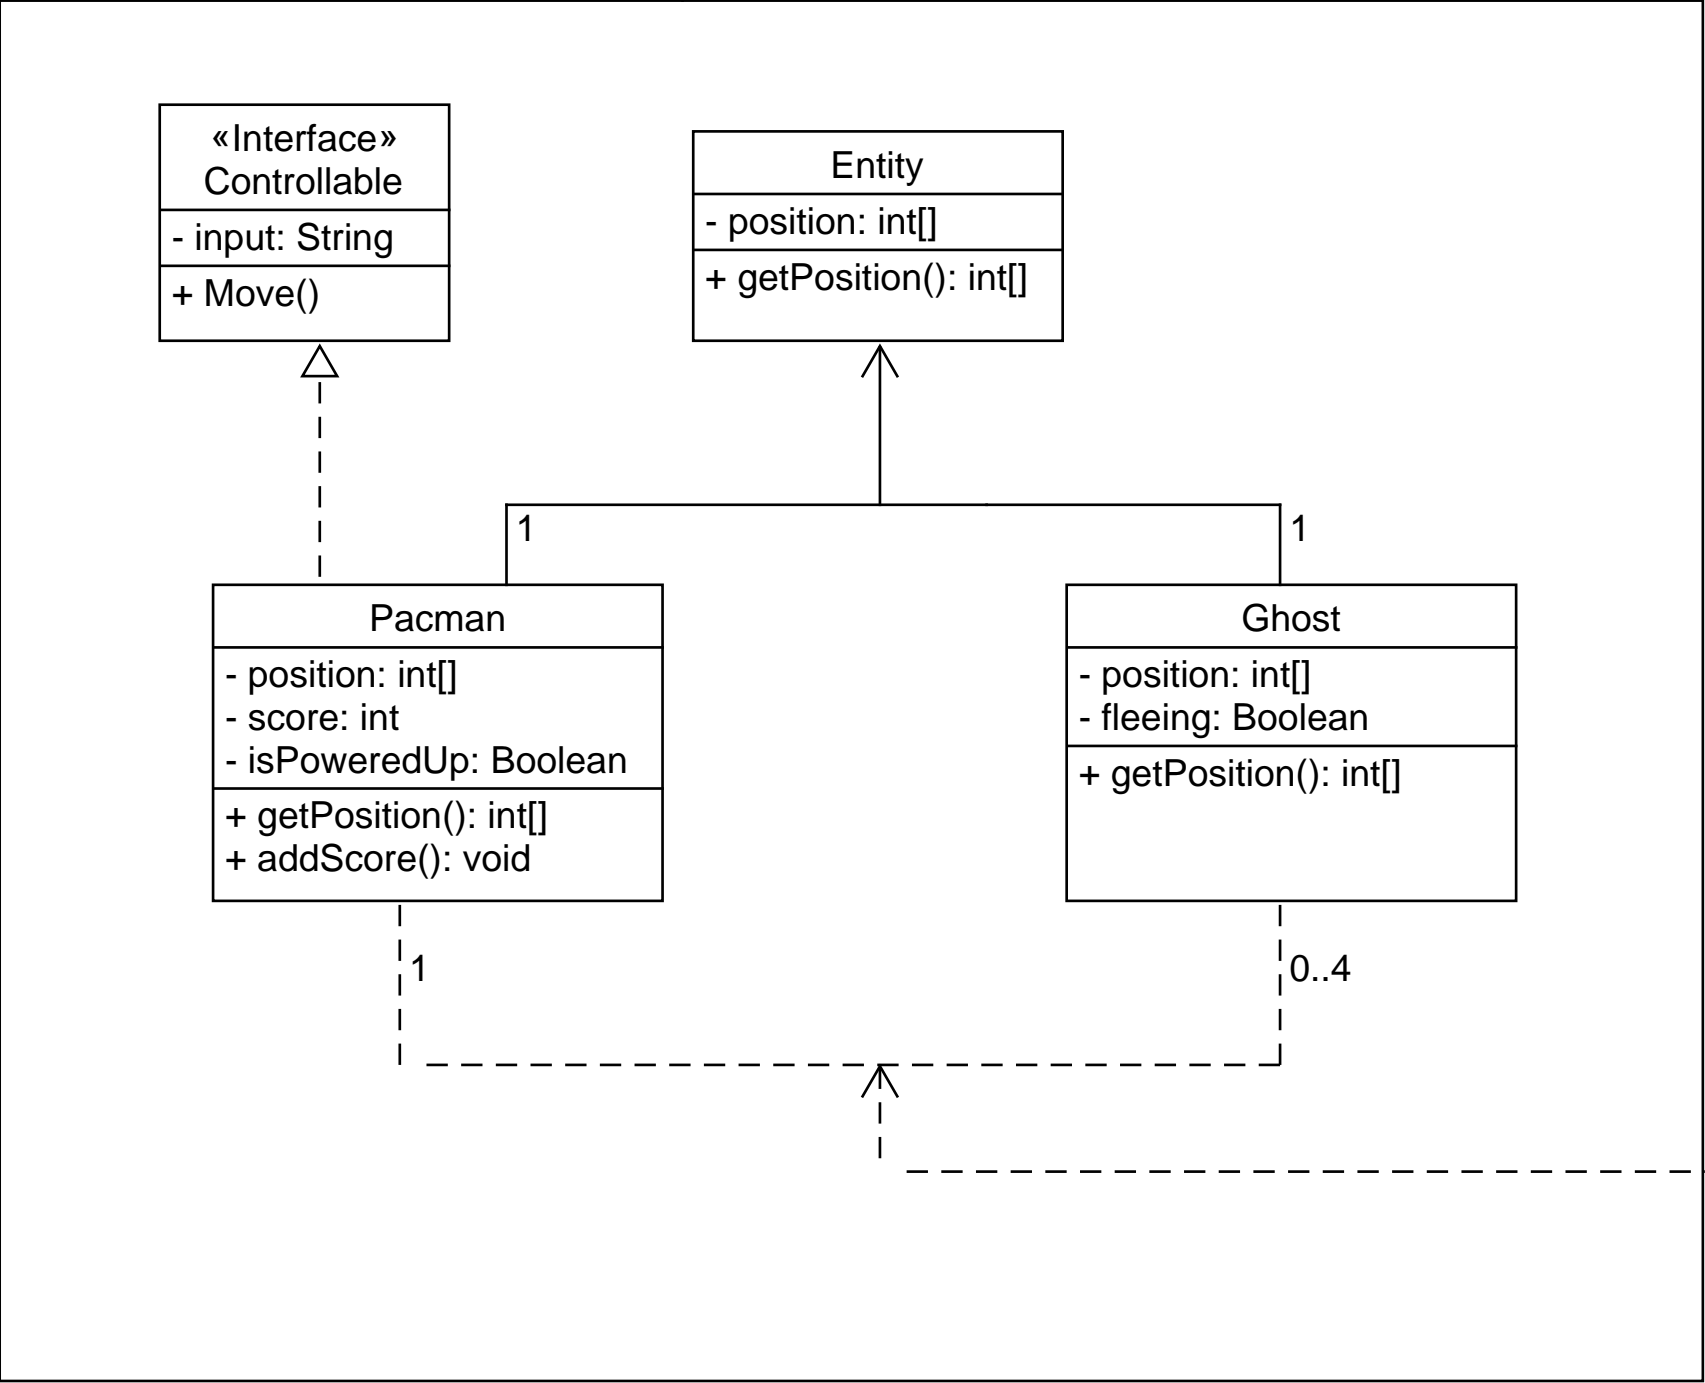 «Interface»
Controllable
- input: String
+ Move()
Entity
- position: int[]
+ getPosition(): int[]
1
1
Pacman
- position: int[]
- score: int
- isPoweredUp: Boolean
+ getPosition(): int[]
+ addScore(): void
Ghost
- position: int[]
- fleeing: Boolean
+ getPosition(): int[]
1
0..4